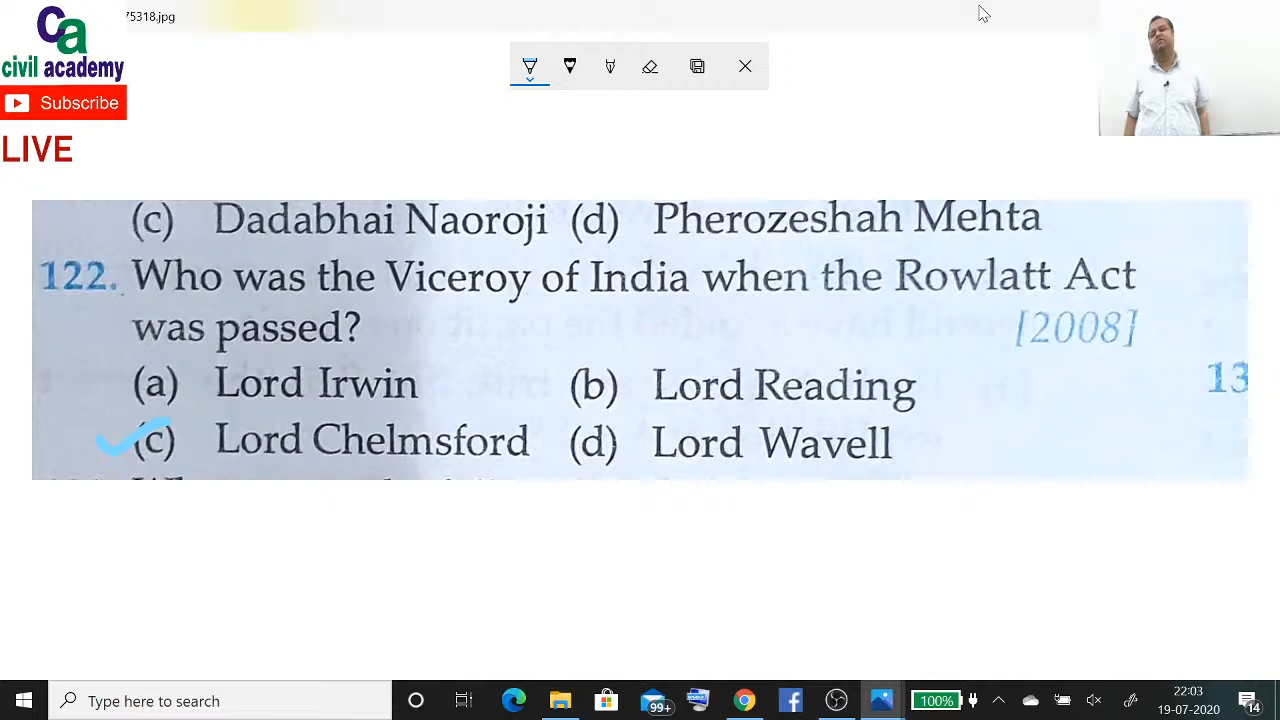 75318.jpg
ca
civil academy
Subscribe
LIVE
(c) Dadabhai Naoroji (d) Pherozeshah Mehta
122. Who was the Viceroy of India when the Rowlatt Act
was passed? [2008]
(a) Lord Irwin (b) Lord Reading
13
(c) Lord Chelmsford (d) Lord Wavell
Type here to search
99+
100%
22:03
19-07-2020
14